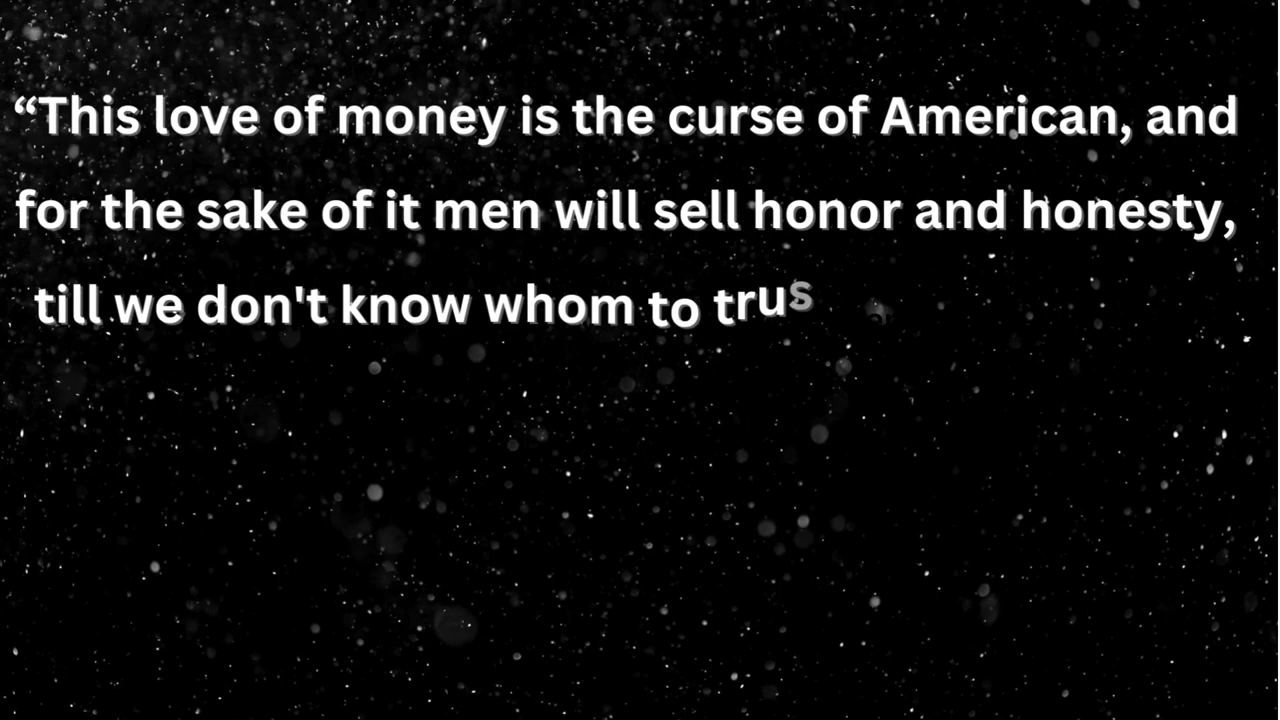 “This love of money is the curse of American, and
for the sake of it men will sell honor and honesty,
till we don't know whom to trus